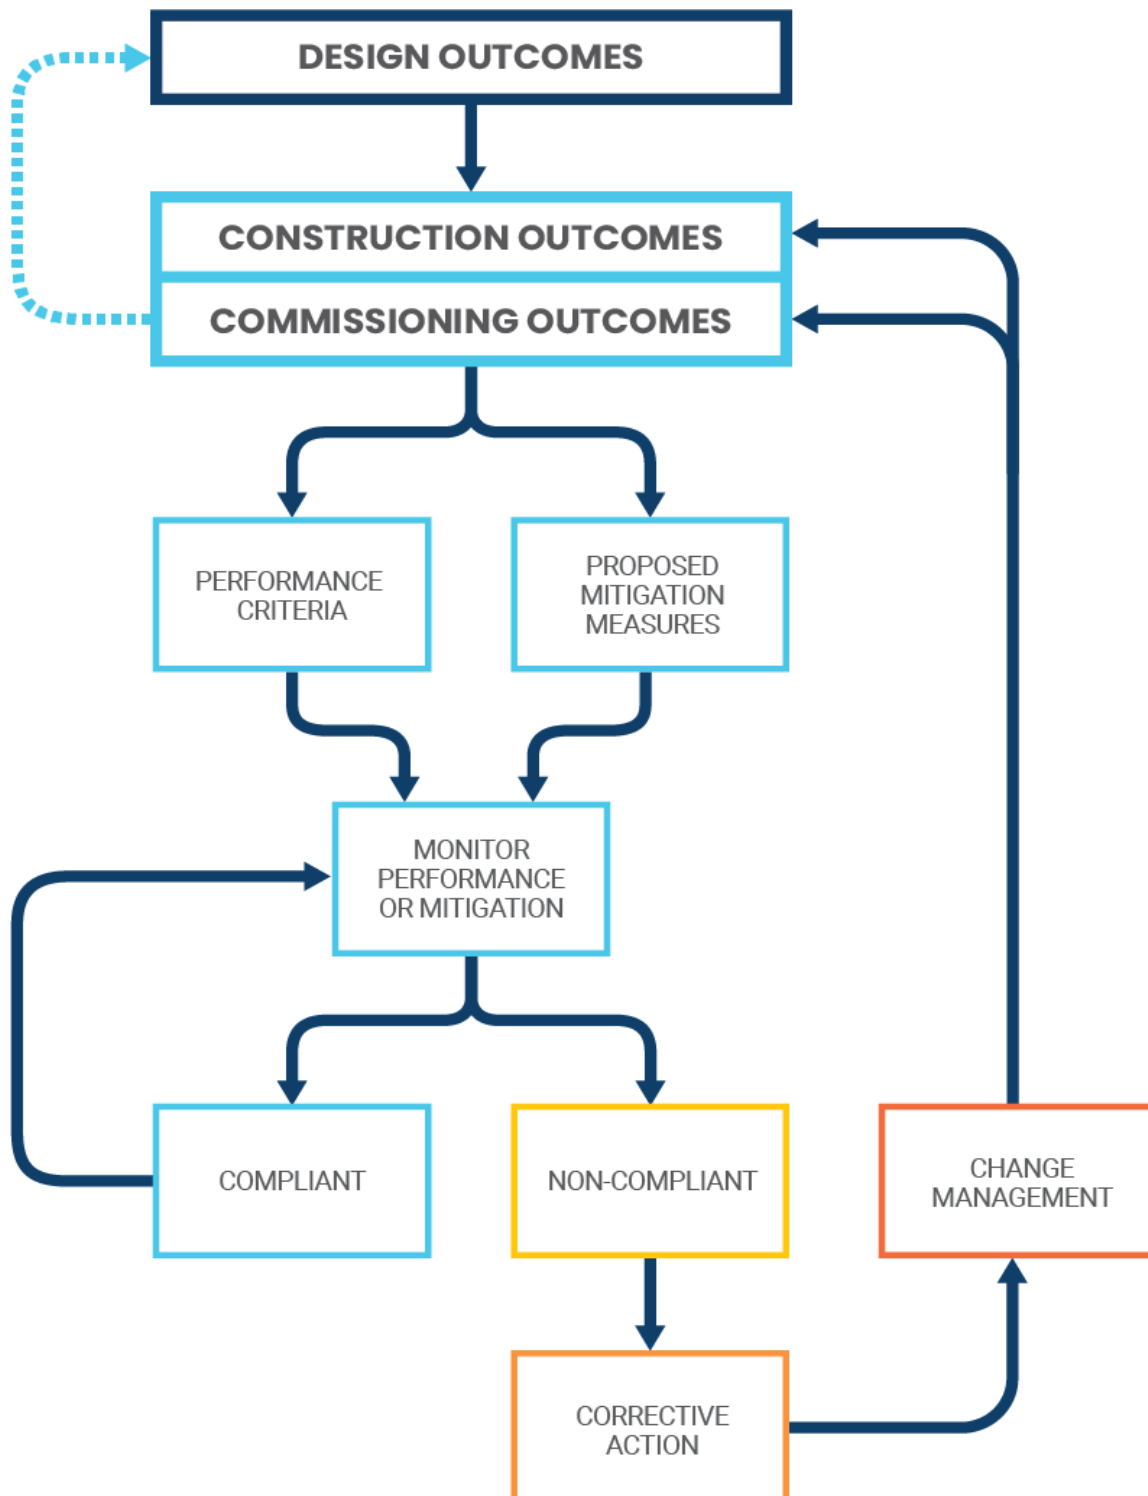 DESIGN OUTCOMES
CONSTRUCTION OUTCOMES
COMMISSIONING OUTCOMES
PERFORMANCE
CRITERIA
PROPOSED
MITIGATION
MEASURES
MONITOR
PERFORMANCE
OR MITIGATION
COMPLIANT
NON-COMPLIANT
CHANGE
MANAGEMENT
CORRECTIVE
ACTION